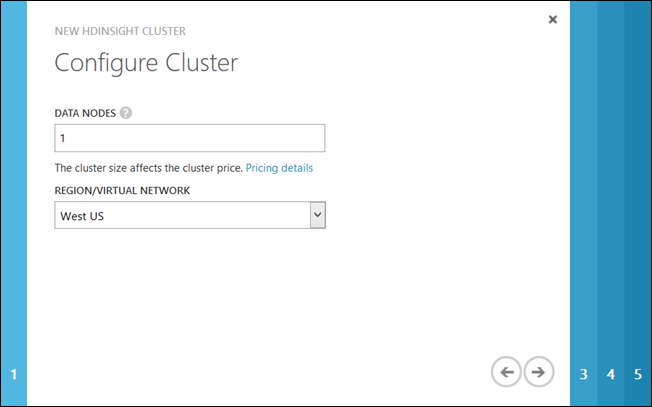 NEW HDINSIGHT CLUSTER
Configure Cluster
DATA NODES ?
1
The cluster size affects the cluster price. Pricing details
REGION/VIRTUAL NETWORK
West US
1
3 4 5